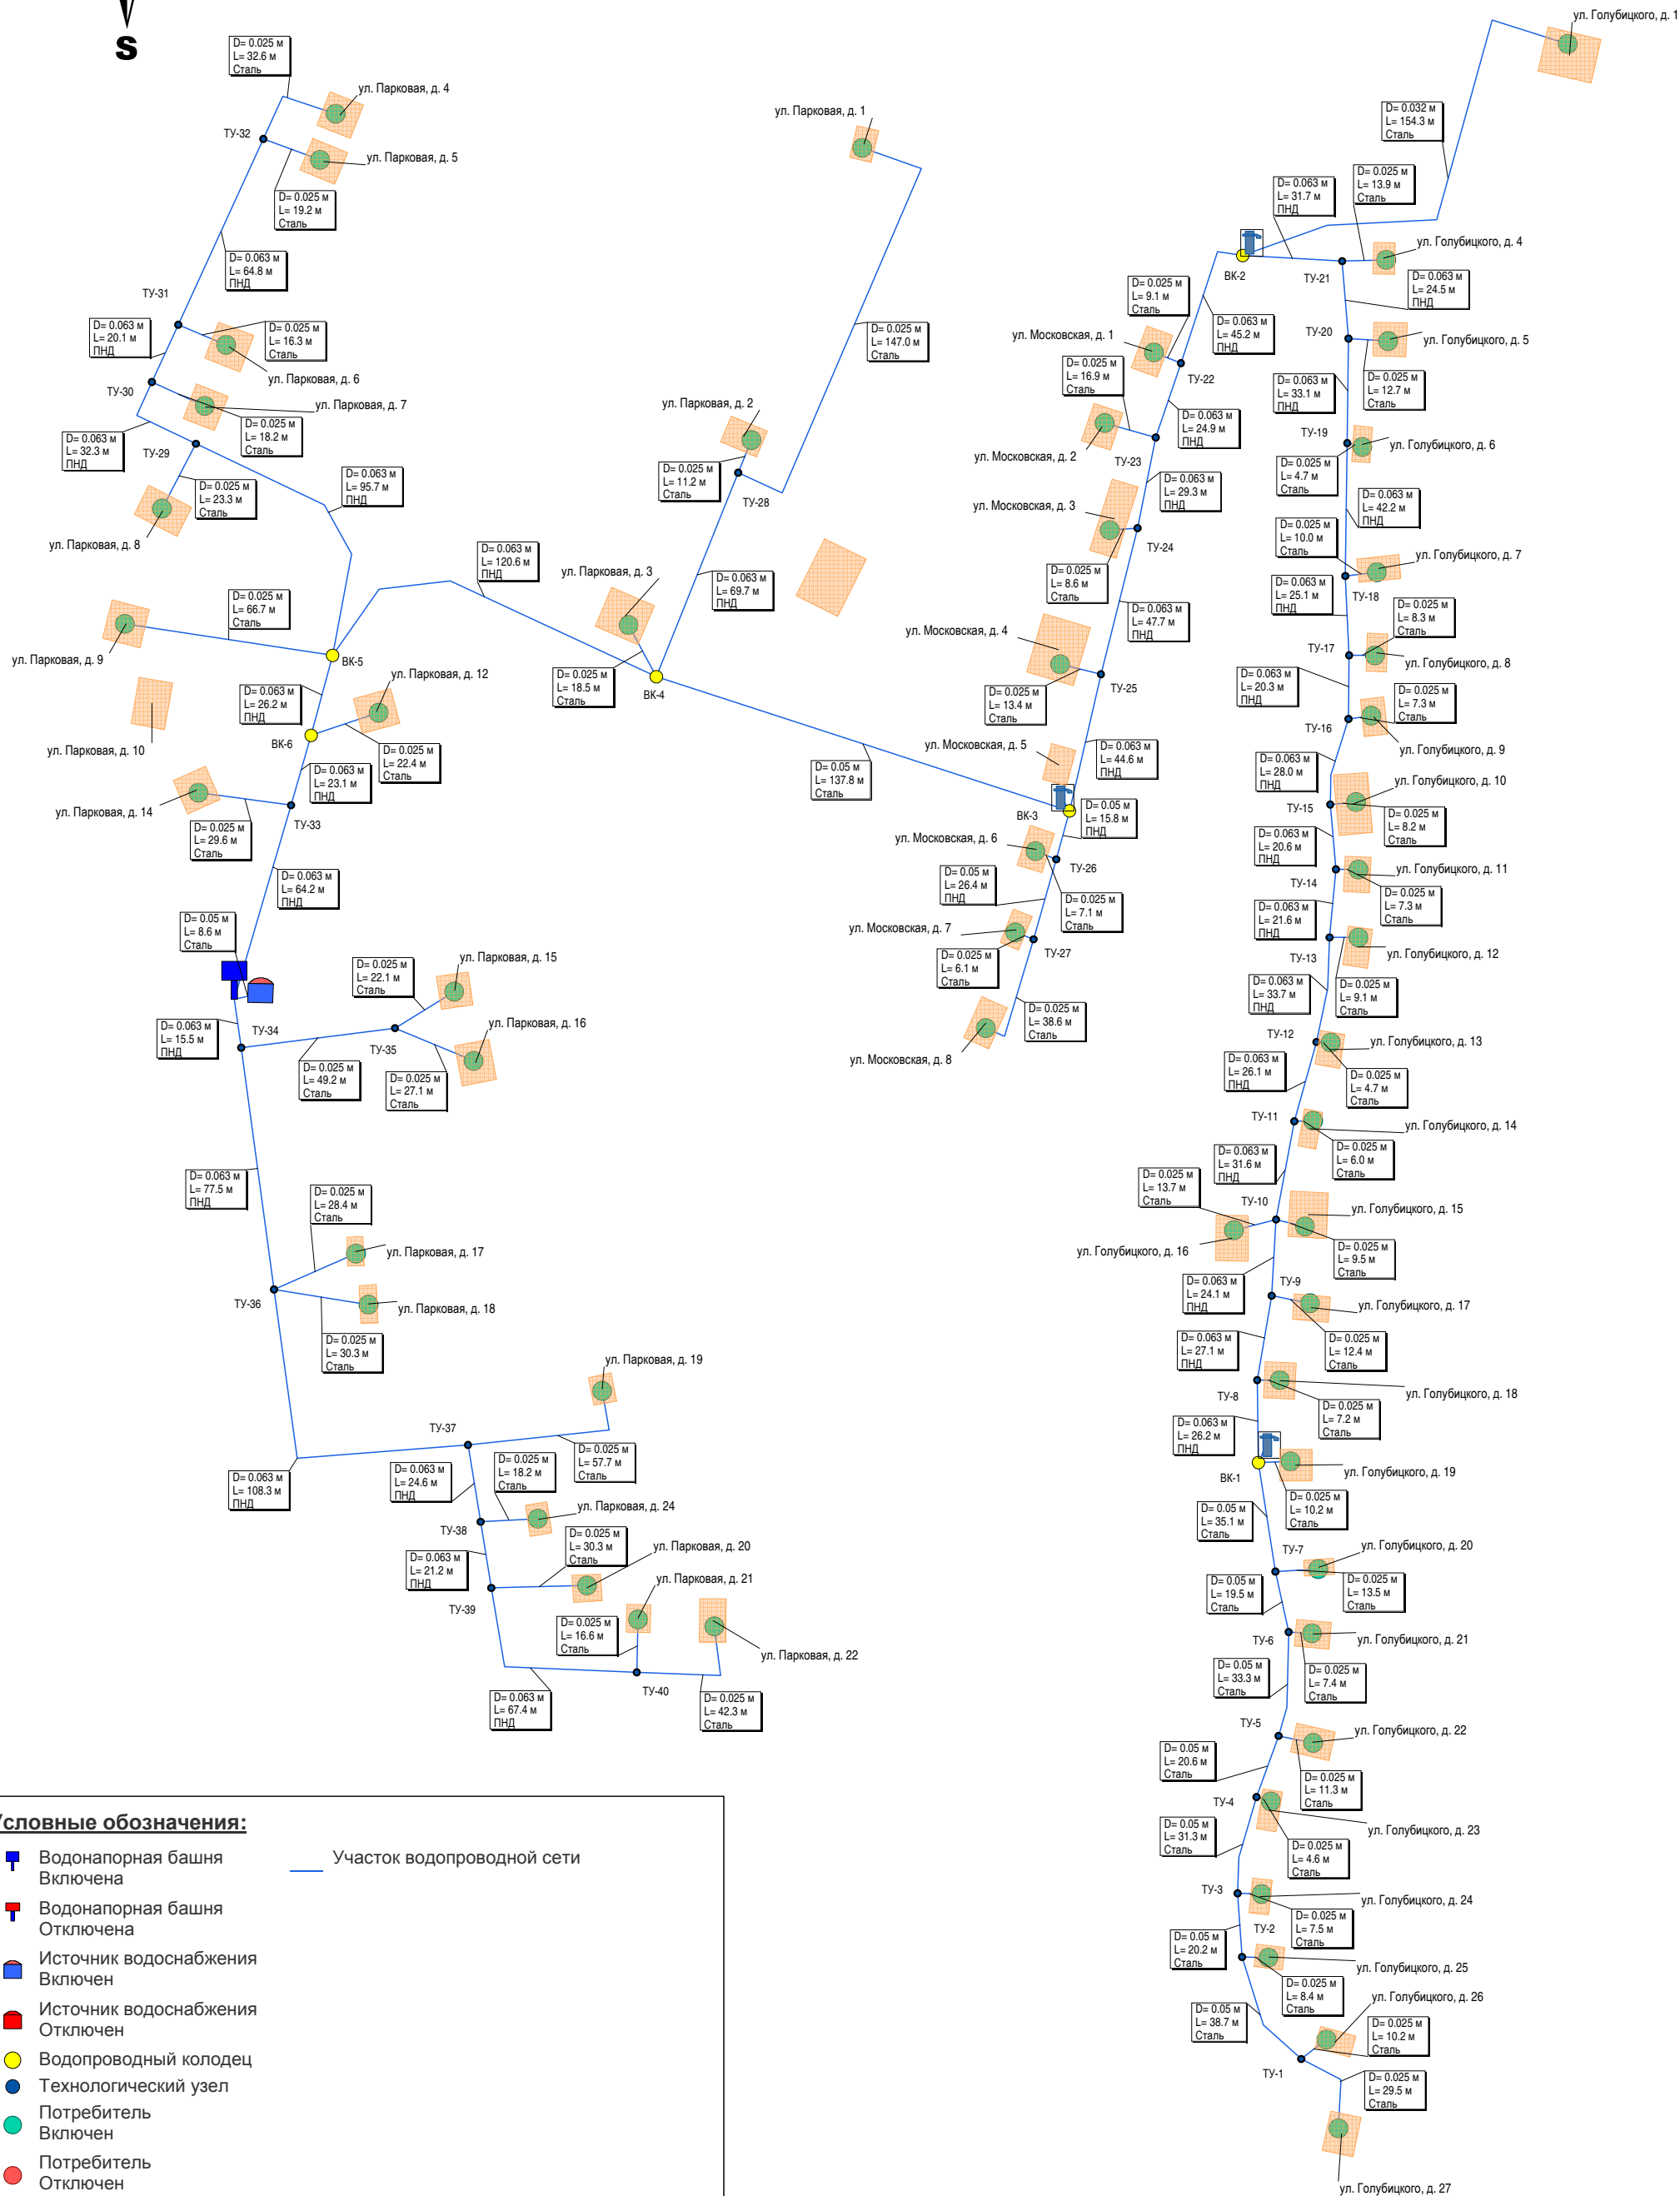 S
ул. Голубицкого, д. 1
D= 0.025 м
L= 32.6 м
Сталь
ул. Парковая, д. 4
ТУ-32
ул. Парковая, д. 5
D= 0.025 м
L= 19.2 м
Сталь
D= 0.063 м
L= 64.8 м
ПНД
ТУ-31
D= 0.063 м
L= 20.1 м
ПНД
D= 0.025 м
L= 16.3 м
Сталь
ул. Парковая, д. 6
ТУ-30
ул. Парковая, д. 7
D= 0.025 м
L= 18.2 м
Сталь
D= 0.063 м
L= 32.3 м
ПНД
ТУ-29
D= 0.025 м
L= 23.3 м
Сталь
D= 0.063 м
L= 95.7 м
ПНД
ул. Парковая, д. 8
D= 0.025 м
L= 66.7 м
Сталь
ул. Парковая, д. 9
ВК-5
ул. Парковая, д. 12
D= 0.063 м
L= 26.2 м
ПНД
ул. Парковая, д. 10
ВК-6
D= 0.025 м
L= 22.4 м
Сталь
D= 0.063 м
L= 23.1 м
ПНД
ул. Парковая, д. 14
ТУ-33
D= 0.025 м
L= 29.6 м
Сталь
D= 0.063 м
L= 64.2 м
ПНД
D= 0.05 м
L= 8.6 м
Сталь
D= 0.025 м
L= 22.1 м
Сталь
ул. Парковая, д. 15
D= 0.063 м
L= 15.5 м
ПНД
ТУ-34
ТУ-35
ул. Парковая, д. 16
D= 0.025 м
L= 49.2 м
Сталь
D= 0.025 м
L= 27.1 м
Сталь
D= 0.063 м
L= 77.5 м
ПНД
D= 0.025 м
L= 28.4 м
Сталь
ул. Парковая, д. 17
ТУ-36
ул. Парковая, д. 18
D= 0.025 м
L= 30.3 м
Сталь
ул. Парковая, д. 19
ТУ-37
D= 0.063 м
L= 108.3 м
ПНД
D= 0.063 м
L= 24.6 м
ПНД
D= 0.025 м
L= 18.2 м
Сталь
D= 0.025 м
L= 57.7 м
Сталь
ул. Парковая, д. 24
ТУ-38
D= 0.025 м
L= 30.3 м
Сталь
ул. Парковая, д. 20
D= 0.063 м
L= 21.2 м
ПНД
ул. Парковая, д. 21
ТУ-39
D= 0.025 м
L= 16.6 м
Сталь
ул. Парковая, д. 22
ТУ-40
D= 0.063 м
L= 67.4 м
ПНД
D= 0.025 м
L= 42.3 м
Сталь
ул. Парковая, д. 1
D= 0.025 м
L= 147.0 м
Сталь
ул. Парковая, д. 2
D= 0.025 м
L= 11.2 м
Сталь
ТУ-28
D= 0.063 м
L= 120.6 м
ПНД
ул. Парковая, д. 3
D= 0.063 м
L= 69.7 м
ПНД
D= 0.025 м
L= 18.5 м
Сталь
ВК-4
D= 0.05 м
L= 137.8 м
Сталь
D= 0.032 м
L= 154.3 м
Сталь
D= 0.063 м
L= 31.7 м
ПНД
D= 0.025 м
L= 13.9 м
Сталь
ВК-2
ТУ-21
ул. Голубицкого, д. 4
D= 0.063 м
L= 24.5 м
ПНД
D= 0.025 м
L= 9.1 м
Сталь
D= 0.063 м
L= 45.2 м
ПНД
ул. Московская, д. 1
ТУ-22
D= 0.025 м
L= 16.9 м
Сталь
D= 0.063 м
L= 24.9 м
ПНД
ул. Московская, д. 2
ТУ-23
D= 0.063 м
L= 29.3 м
ПНД
ул. Московская, д. 3
ТУ-24
D= 0.025 м
L= 8.6 м
Сталь
D= 0.063 м
L= 47.7 м
ПНД
ул. Московская, д. 4
ТУ-25
D= 0.025 м
L= 13.4 м
Сталь
ул. Московская, д. 5
D= 0.063 м
L= 44.6 м
ПНД
ВК-3
D= 0.05 м
L= 15.8 м
ПНД
ул. Московская, д. 6
ТУ-26
D= 0.05 м
L= 26.4 м
ПНД
D= 0.025 м
L= 7.1 м
Сталь
ул. Московская, д. 7
ТУ-27
D= 0.025 м
L= 6.1 м
Сталь
D= 0.025 м
L= 38.6 м
Сталь
ул. Московская, д. 8
ТУ-20
ул. Голубицкого, д. 5
D= 0.063 м
L= 33.1 м
ПНД
D= 0.025 м
L= 12.7 м
Сталь
ТУ-19
ул. Голубицкого, д. 6
D= 0.025 м
L= 4.7 м
Сталь
D= 0.063 м
L= 42.2 м
ПНД
D= 0.025 м
L= 10.0 м
Сталь
ул. Голубицкого, д. 7
D= 0.063 м
L= 25.1 м
ПНД
ТУ-18
D= 0.025 м
L= 8.3 м
Сталь
ТУ-17
ул. Голубицкого, д. 8
D= 0.063 м
L= 20.3 м
ПНД
D= 0.025 м
L= 7.3 м
Сталь
ТУ-16
ул. Голубицкого, д. 9
D= 0.063 м
L= 28.0 м
ПНД
ул. Голубицкого, д. 10
ТУ-15
D= 0.025 м
L= 8.2 м
Сталь
D= 0.063 м
L= 20.6 м
ПНД
ТУ-14
ул. Голубицкого, д. 11
D= 0.025 м
L= 7.3 м
Сталь
D= 0.063 м
L= 21.6 м
ПНД
ТУ-13
ул. Голубицкого, д. 12
D= 0.063 м
L= 33.7 м
ПНД
D= 0.025 м
L= 9.1 м
Сталь
ТУ-12
ул. Голубицкого, д. 13
D= 0.063 м
L= 26.1 м
ПНД
D= 0.025 м
L= 4.7 м
Сталь
ТУ-11
ул. Голубицкого, д. 14
D= 0.063 м
L= 31.6 м
ПНД
D= 0.025 м
L= 6.0 м
Сталь
D= 0.025 м
L= 13.7 м
Сталь
ТУ-10
ул. Голубицкого, д. 15
ул. Голубицкого, д. 16
D= 0.025 м
L= 9.5 м
Сталь
D= 0.063 м
L= 24.1 м
ПНД
ТУ-9
ул. Голубицкого, д. 17
D= 0.063 м
L= 27.1 м
ПНД
D= 0.025 м
L= 12.4 м
Сталь
ТУ-8
ул. Голубицкого, д. 18
D= 0.025 м
L= 7.2 м
Сталь
D= 0.063 м
L= 26.2 м
ПНД
ВК-1
ул. Голубицкого, д. 19
D= 0.025 м
L= 10.2 м
Сталь
D= 0.05 м
L= 35.1 м
Сталь
ТУ-7
ул. Голубицкого, д. 20
D= 0.05 м
L= 19.5 м
Сталь
D= 0.025 м
L= 13.5 м
Сталь
ТУ-6
ул. Голубицкого, д. 21
D= 0.05 м
L= 33.3 м
Сталь
D= 0.025 м
L= 7.4 м
Сталь
ТУ-5
ул. Голубицкого, д. 22
D= 0.05 м
L= 20.6 м
Сталь
D= 0.025 м
L= 11.3 м
Сталь
ТУ-4
ул. Голубицкого, д. 23
D= 0.05 м
L= 31.3 м
Сталь
D= 0.025 м
L= 4.6 м
Сталь
ТУ-3
ул. Голубицкого, д. 24
D= 0.025 м
L= 7.5 м
Сталь
ТУ-2
D= 0.05 м
L= 20.2 м
Сталь
ул. Голубицкого, д. 25
D= 0.025 м
L= 8.4 м
Сталь
ул. Голубицкого, д. 26
D= 0.05 м
L= 38.7 м
Сталь
D= 0.025 м
L= 10.2 м
Сталь
ТУ-1
D= 0.025 м
L= 29.5 м
Сталь
ул. Голубицкого, д. 27
Условные обозначения:
Водонапорная башня
Включена
Участок водопроводной сети
Водонапорная башня
Отключена
Источник водоснабжения
Включен
Источник водоснабжения
Отключен
Водопроводный колодец
Технологический узел
Потребитель
Включен
Потребитель
Отключен